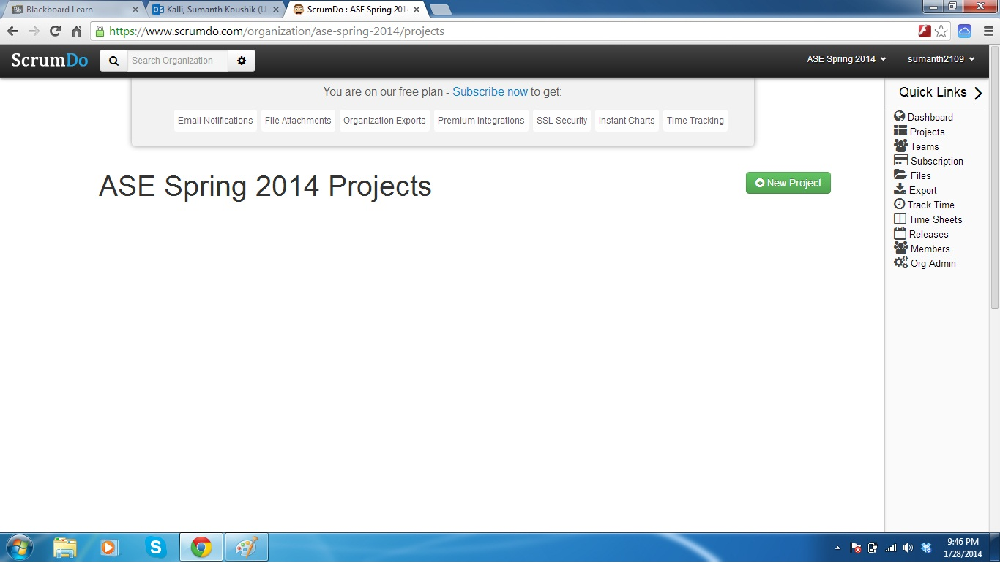 Blackboard Learn
Kalli, Sumanth Koushik (U
ScrumDo : ASE Spring 201
https://www.scrumdo.com/organization/ase-spring-2014/projects
ScrumDo
Search Organization
ASE Spring 2014
sumanth2109
You are on our free plan - Subscribe now to get:
Email Notifications
File Attachments
Organization Exports
Premium Integrations
SSL Security
Instant Charts
Time Tracking
ASE Spring 2014 Projects
New Project
Quick Links
Dashboard
Projects
Teams
Subscription
Files
Export
Track Time
Time Sheets
Releases
Members
Org Admin
9:46 PM
1/28/2014